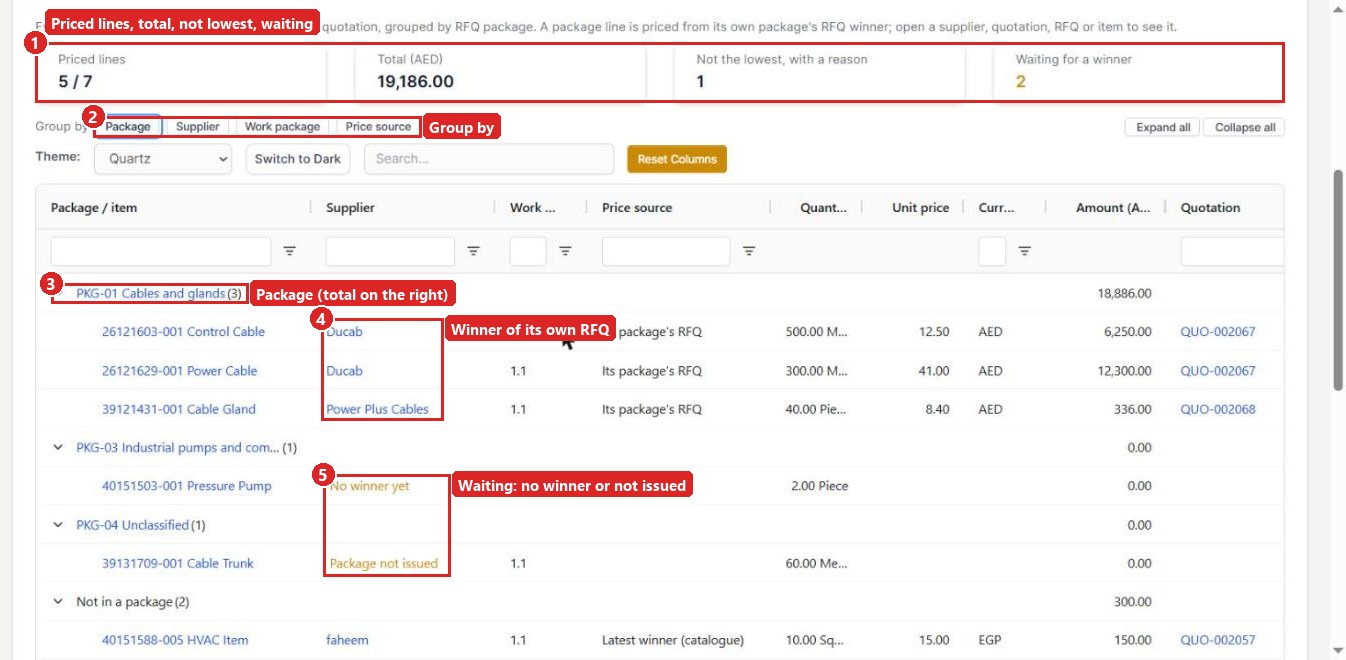 Priced lines, total, not lowest, waiting
quotation, grouped by RFQ package. A package line is priced from its own package's RFQ winner; open a supplier, quotation, RFQ or item to see it.
1
Priced lines
5 / 7
Total (AED)
19,186.00
Not the lowest, with a reason
1
Waiting for a winner
2
2
Group by
Package
Supplier
Work package
Price source
Group by
Expand all
Collapse all
Theme:
Quartz
Switch to Dark
Search...
Reset Columns
Package / item
Supplier
Work ...
Price source
Quant...
Unit price
Curr...
Amount (A...
Quotation
3
PKG-01 Cables and glands (3)
Package (total on the right)
18,886.00
4
Winner of its own RFQ
26121603-001 Control Cable
Ducab
package's RFQ
500.00 M...
12.50
AED
6,250.00
QUO-002067
26121629-001 Power Cable
Ducab
1.1
Its package's RFQ
300.00 M...
41.00
AED
12,300.00
QUO-002067
39121431-001 Cable Gland
Power Plus Cables
1.1
Its package's RFQ
40.00 Pie...
8.40
AED
336.00
QUO-002068
PKG-03 Industrial pumps and com... (1)
0.00
5
Waiting: no winner or not issued
40151503-001 Pressure Pump
No winner yet
2.00 Piece
0.00
PKG-04 Unclassified (1)
0.00
39131709-001 Cable Trunk
Package not issued
1.1
60.00 Me...
0.00
Not in a package (2)
300.00
40151588-005 HVAC Item
faheem
1.1
Latest winner (catalogue)
10.00 Sq...
15.00
EGP
150.00
QUO-002057